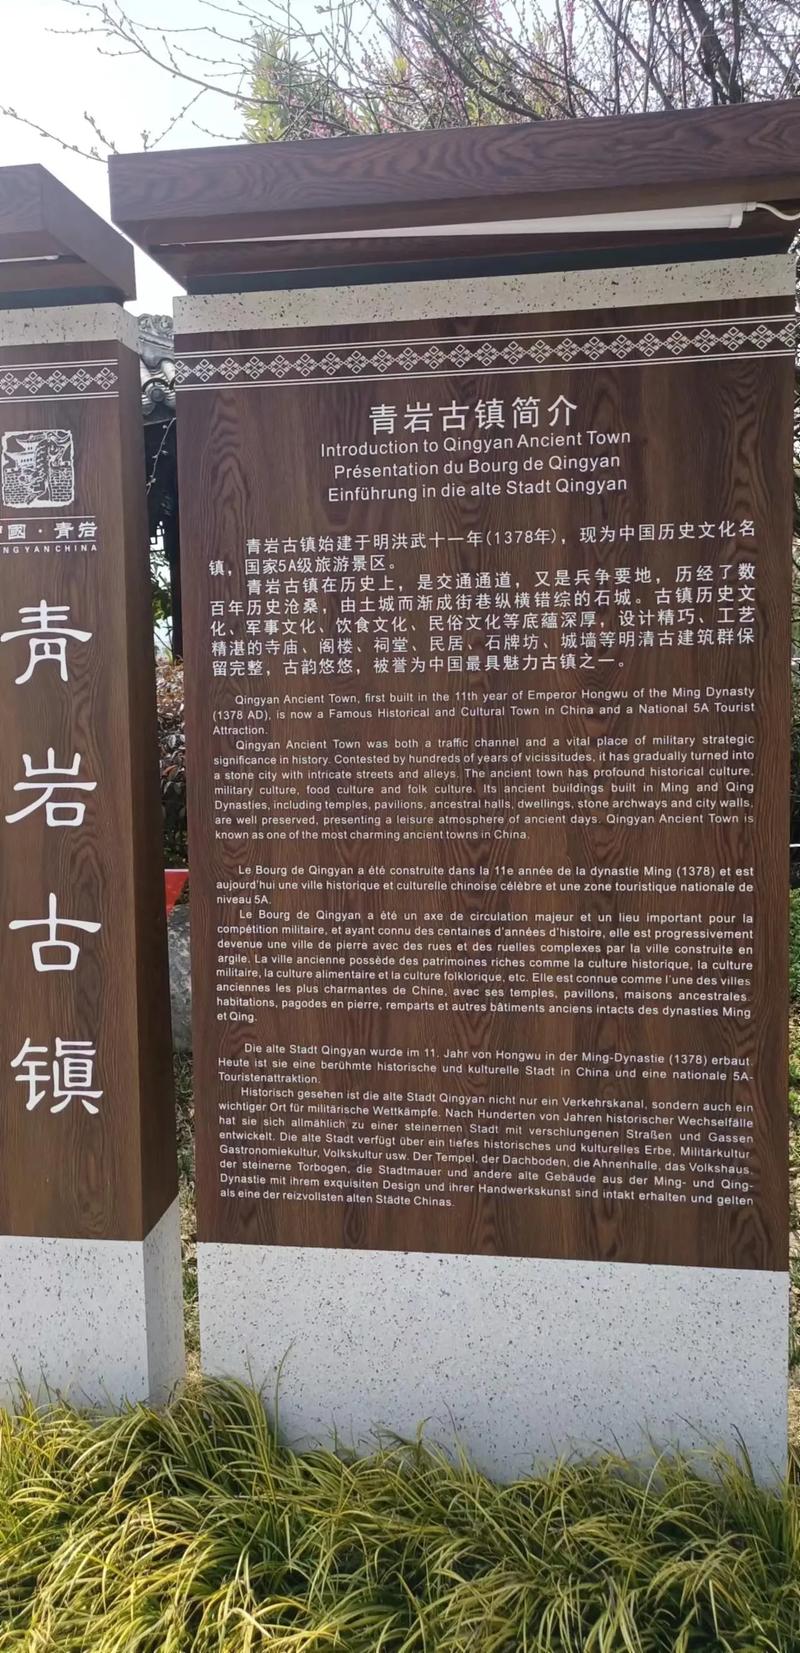 中國·青岩
NGYANCHINA
青
岩
古
镇
青岩古镇简介
Introduction to Qingyan Ancient Town
Présentation du Bourg de Qingyan
Einführung in die alte Stadt Qingyan
青岩古镇始建于明洪武十一年(1378年)，现为中国历史文化名
镇，国家5A级旅游景区。
青岩古镇在历史上，是交通通道，又是兵争要地，历经了数
百年历史沧桑，由土城而渐成街巷纵横错综的石城。古镇历史文
化、军事文化、饮食文化、民俗文化等底蕴深厚，设计精巧、工艺
精湛的寺庙、阁楼、祠堂、民居、石牌坊、城墙等明清古建筑群保
留完整，古韵悠悠，被誉为中国最具魅力古镇之一。
Qingyan Ancient Town, first built in the 11th year of Emperor Hongwu of the Ming Dynasty
(1378 AD), is now a Famous Historical and Cultural Town in China and a National 5A Tourist
Attraction.
Qingyan Ancient Town was both a traffic channel and a vital place of military strategic
significance in history. Contested by hundreds of years of vicissitudes, it has gradually turned into
a stone city with intricate streets and alleys. The ancient town has profound historical culture,
military culture, food culture and folk culture. Its ancient buildings built in Ming and Qing
Dynasties, including temples, pavilions, ancestral halls, dwellings, stone archways and city walls,
are well preserved, presenting a leisure atmosphere of ancient days. Qingyan Ancient Town is
known as one of the most charming ancient towns in China.
Le Bourg de Qingyan a été construite dans la 11e année de la dynastie Ming (1378) et est
aujourd'hui une ville historique et culturelle chinoise célèbre et une zone touristique nationale de
niveau 5A.
Le Bourg de Qingyan a été un axe de circulation majeur et un lieu important pour la
compétition militaire, et ayant connu des centaines d'années d'histoire, elle est progressivement
devenue une ville de pierre avec des rues et des ruelles complexes par la ville construite en
argile. La ville ancienne possède des patrimoines riches comme la culture historique, la culture
militaire, la culture alimentaire et la culture folklorique, etc. Elle est connue comme l'une des villes
anciennes les plus charmantes de Chine, avec ses temples, pavillons, maisons ancestrales,
habitations, pagodes en pierre, remparts et autres bâtiments anciens intacts des dynasties Ming
et Qing.
Die alte Stadt Qingyan wurde im 11. Jahr von Hongwu in der Ming-Dynastie (1378) erbaut.
Heute ist sie eine berühmte historische und kulturelle Stadt in China und eine nationale 5A-
Touristenattraktion.
Historisch gesehen ist die alte Stadt Qingyan nicht nur ein Verkehrskanal, sondern auch ein
wichtiger Ort für militärische Wettkämpfe. Nach Hunderten von Jahren historischer Wechselfälle
hat sie sich allmählich zu einer steinernen Stadt mit verschlungenen Straßen und Gassen
entwickelt. Die alte Stadt verfügt über ein tiefes historisches und kulturelles Erbe, Militärkultur,
Gastronomiekultur, Volkskultur usw. Der Tempel, der Dachboden, die Ahnenhalle, das Volkshaus,
der steinerne Torbogen, die Stadtmauer und andere alte Gebäude aus der Ming- und Qing-
Dynastie mit ihrem exquisiten Design und ihrer Handwerkskunst sind intakt erhalten und gelten
als eine der reizvollsten alten Städte Chinas.